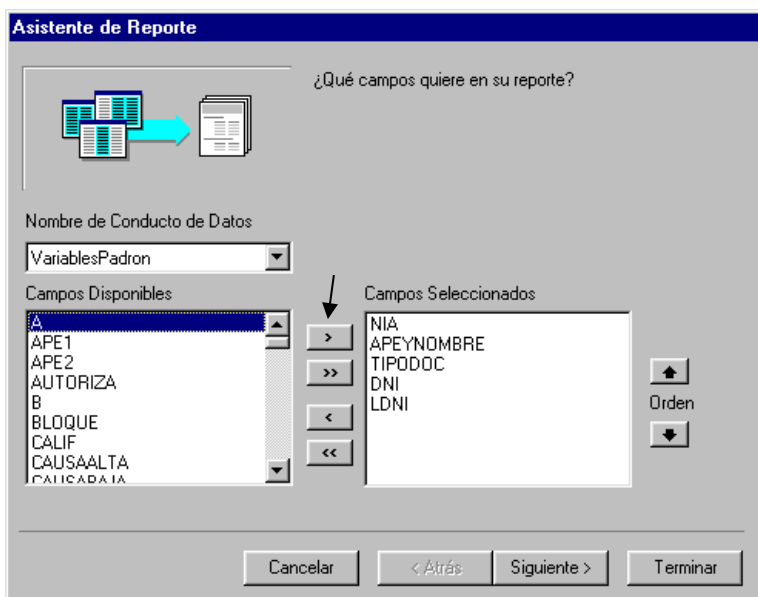 Asistente de Reporte
¿Qué campos quiere en su reporte?
Nombre de Conducto de Datos
VariablesPadron
Campos Disponibles
A
APE1
APE2
AUTORIZA
B
BLOQUE
CALIF
CAUSAALTA
CAUSABAJA
>
>>
<
<<
Campos Seleccionados
NIA
APEYNOMBRE
TIPODOC
DNI
LDNI
Orden
Cancelar
< Atrás
Siguiente >
Terminar